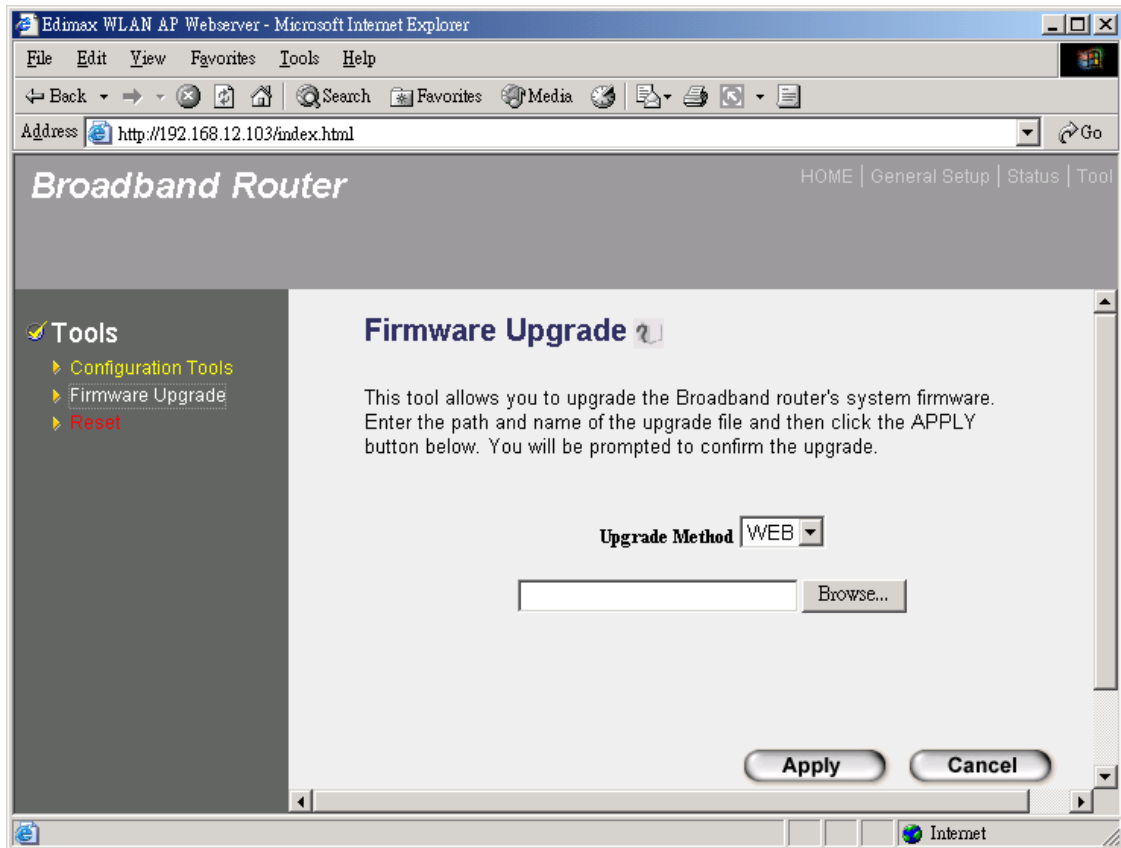 Edimax WLAN AP Webserver - Microsoft Internet Explorer
File Edit View Favorites Tools Help
Back Search Favorites Media
Address http://192.168.12.103/index.html Go
Broadband Router
HOME | General Setup | Status | Tool
Tools
Configuration Tools
Firmware Upgrade
Reset
Firmware Upgrade
This tool allows you to upgrade the Broadband router's system firmware.
Enter the path and name of the upgrade file and then click the APPLY
button below. You will be prompted to confirm the upgrade.
Upgrade Method WEB
Browse...
Apply Cancel
Internet